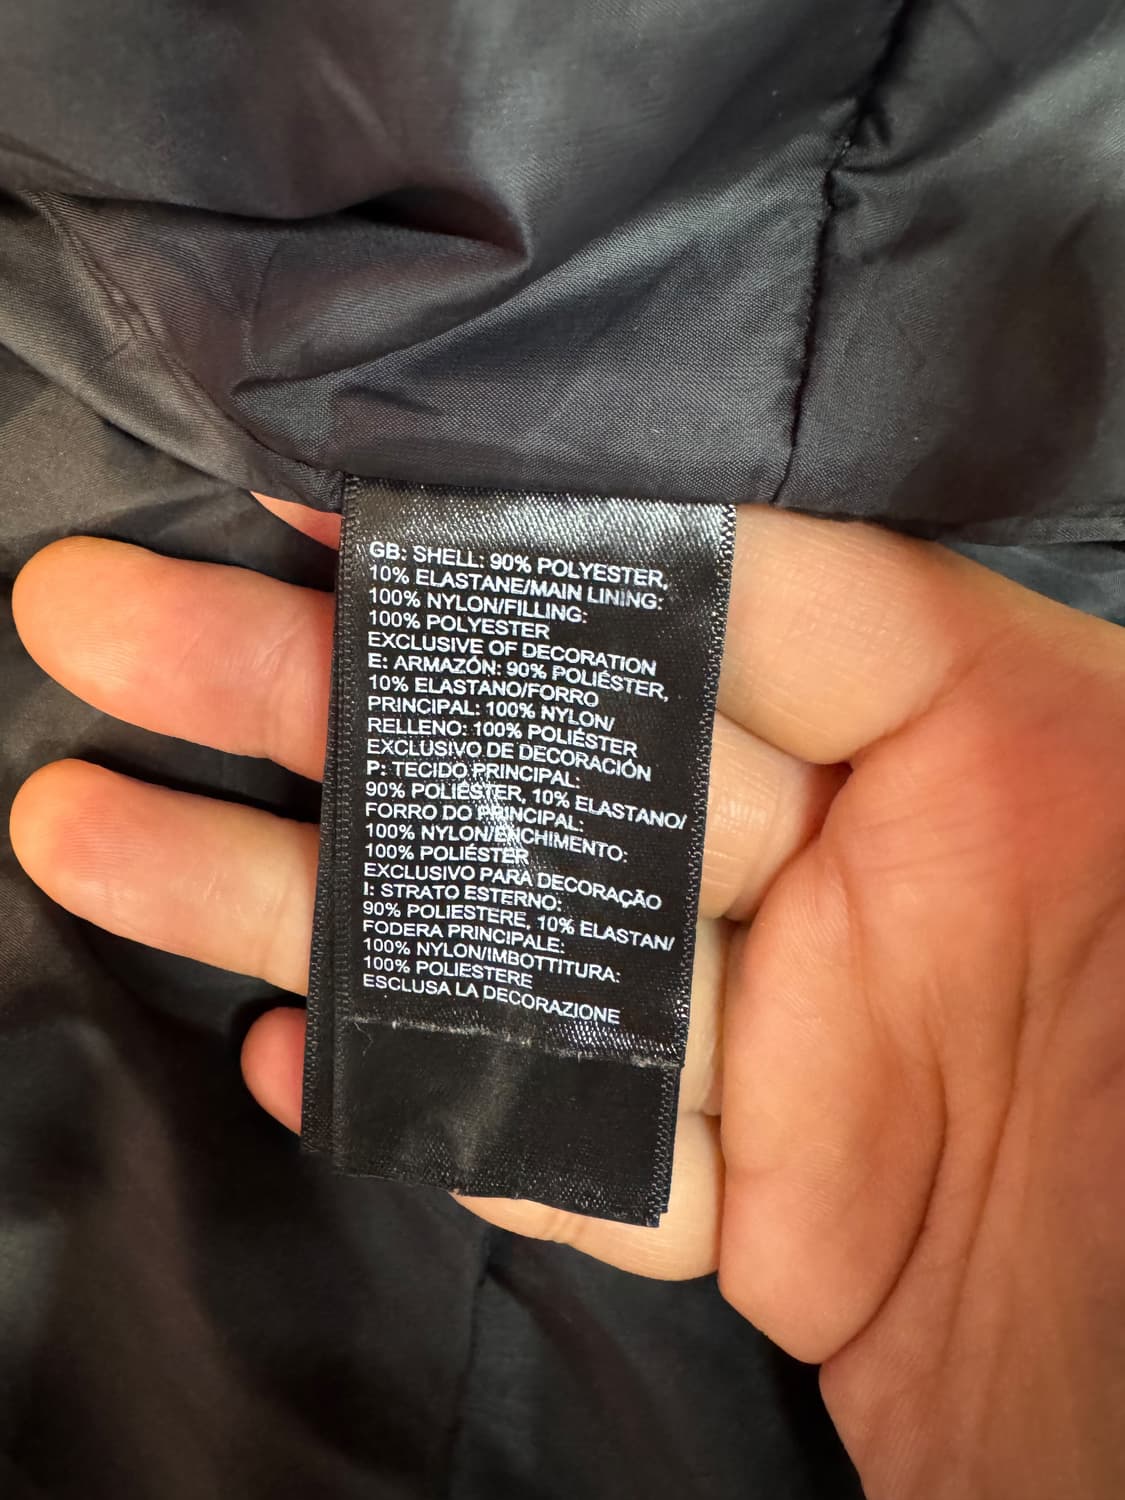 GB: SHELL: 90% POLYESTER,
10% ELASTANE/MAIN LINING:
100% NYLON/FILLING:
100% POLYESTER
EXCLUSIVE OF DECORATION
E: ARMAZÓN: 90% POLIÉSTER,
10% ELASTANO/FORRO
PRINCIPAL: 100% NYLON/
RELLENO: 100% POLIÉSTER
EXCLUSIVO DE DECORACIÓN
P: TECIDO PRINCIPAL:
90% POLIÉSTER, 10% ELASTANO/
FORRO DO PRINCIPAL:
100% NYLON/ENCHIMENTO:
100% POLIÉSTER
EXCLUSIVO PARA DECORAÇÃO
I: STRATO ESTERNO:
90% POLIESTERE, 10% ELASTAN/
FODERA PRINCIPALE:
100% NYLON/IMBOTTITURA:
100% POLIESTERE
ESCLUSA LA DECORAZIONE